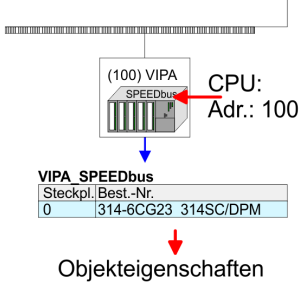 (100) VIPA
SPEEDbus
CPU:
Adr.: 100
VIPA_SPEEDbus
Steckpl. Best.-Nr.
0 314-6CG23 314SC/DPM
Objekteigenschaften